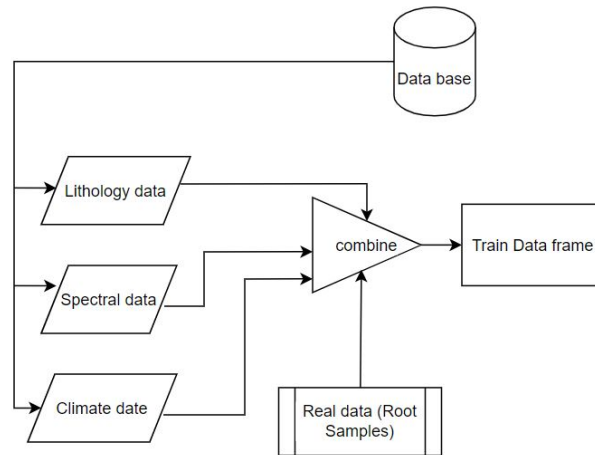 Data base
Lithology data
combine
Train Data frame
Spectral data
Climate date
Real data (Root
Samples)